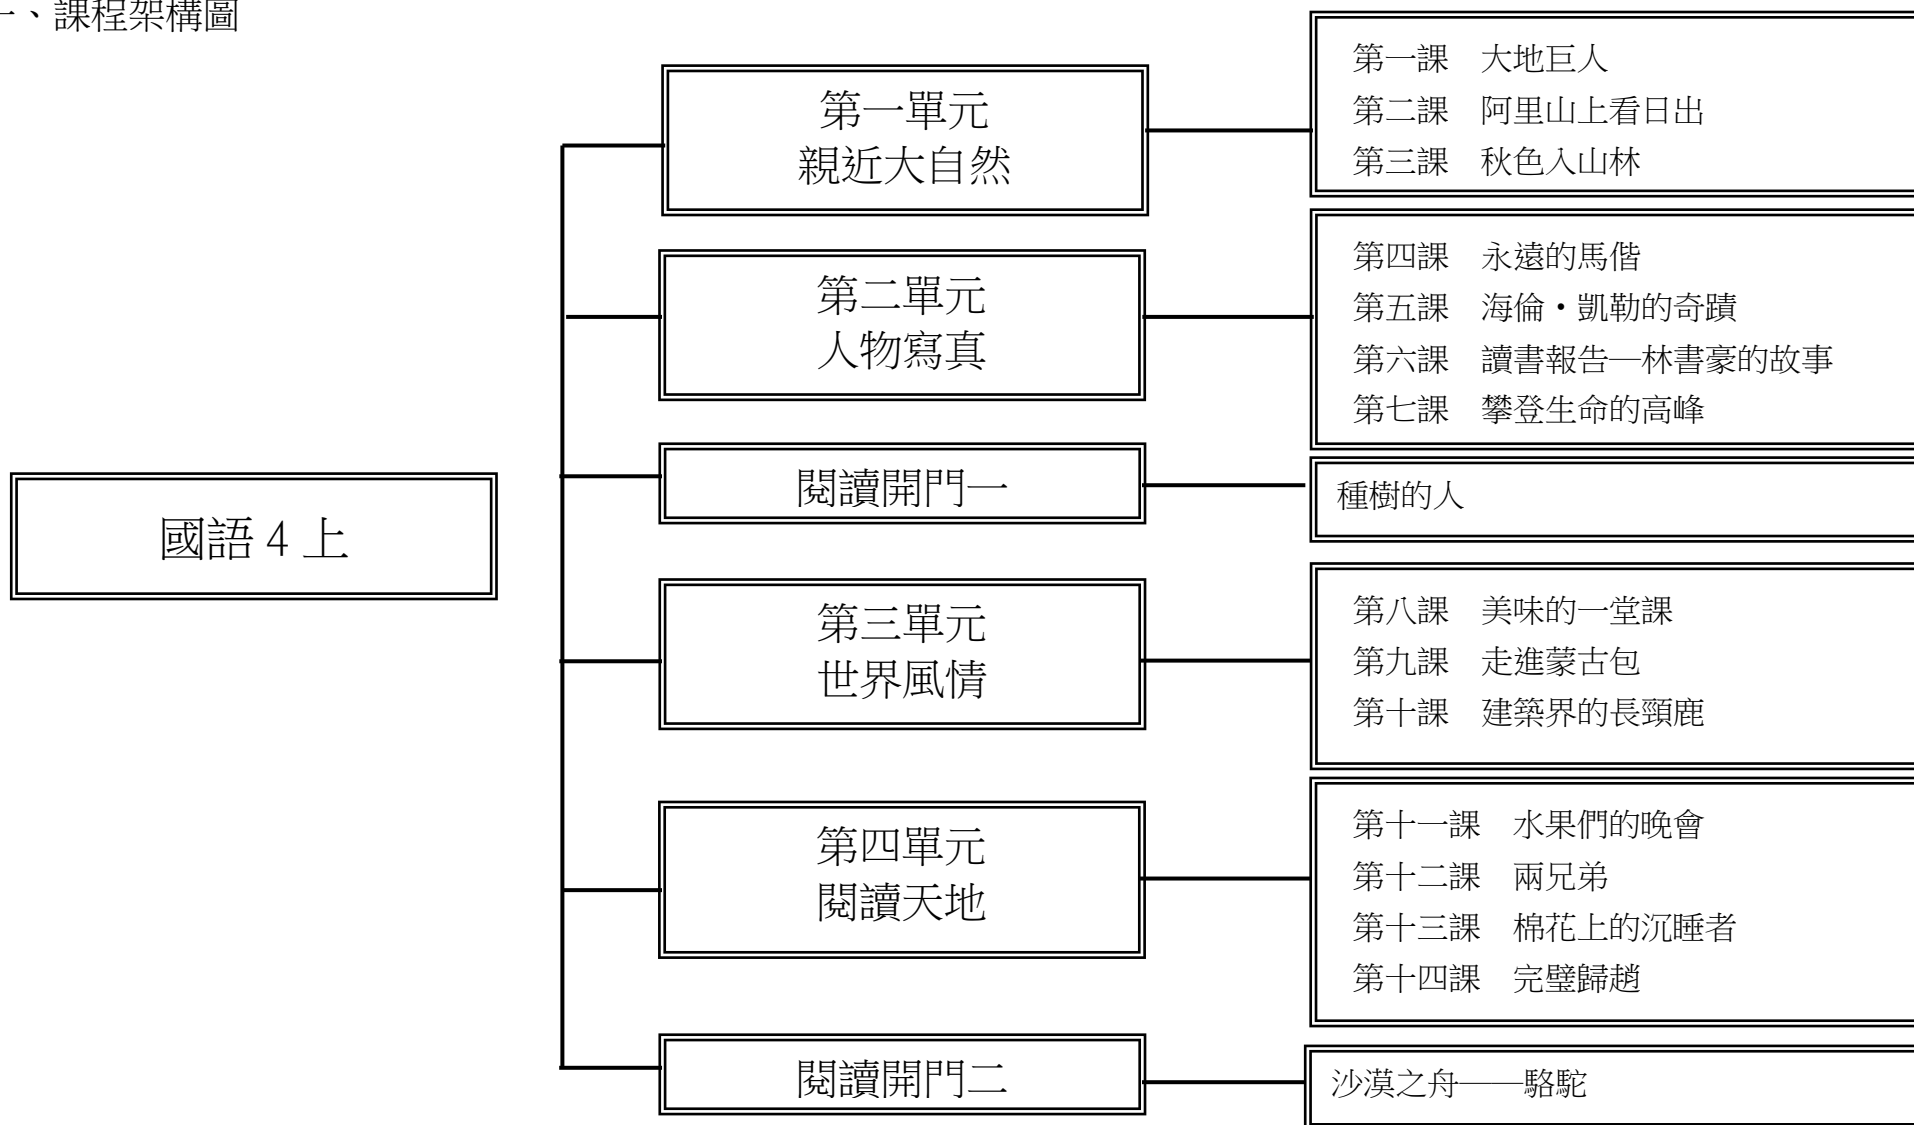 一、課程架構圖
國語 4 上
第一單元
親近大自然
第一課　大地巨人
第二課　阿里山上看日出
第三課　秋色入山林
第二單元
人物寫真
第四課　永遠的馬偕
第五課　海倫•凱勒的奇蹟
第六課　讀書報告─林書豪的故事
第七課　攀登生命的高峰
閱讀開門一
種樹的人
第三單元
世界風情
第八課　美味的一堂課
第九課　走進蒙古包
第十課　建築界的長頸鹿
第四單元
閱讀天地
第十一課　水果們的晚會
第十二課　兩兄弟
第十三課　棉花上的沉睡者
第十四課　完璧歸趙
閱讀開門二
沙漠之舟──駱駝